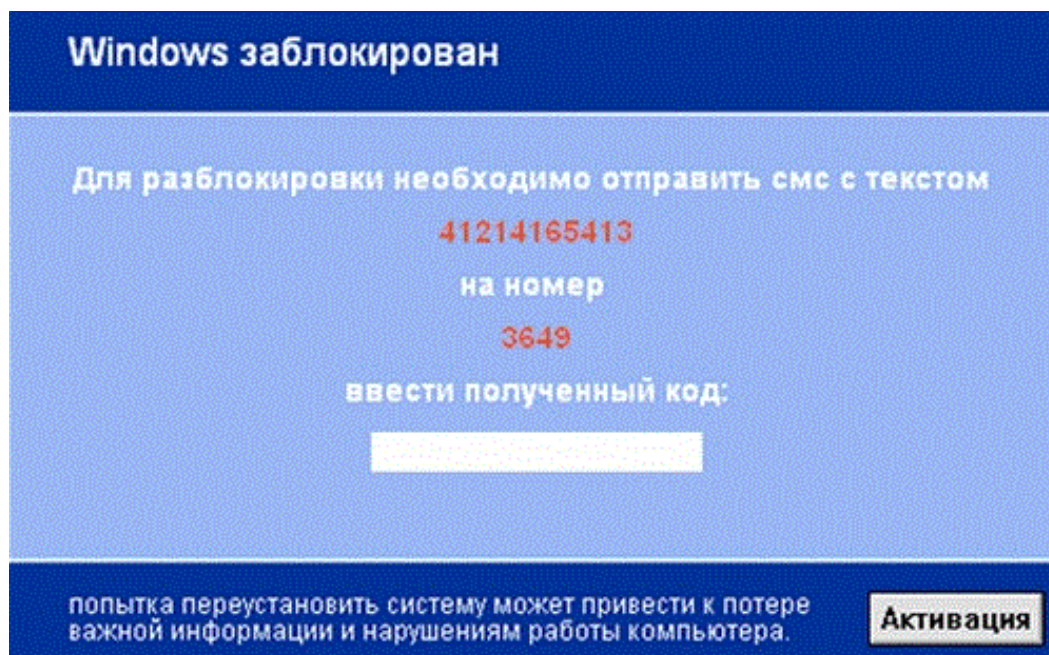 Windows заблокирован
Для разблокировки необходимо отправить смс с текстом
41214165413
на номер
3649
ввести полученный код:
попытка переустановить систему может привести к потере
важной информации и нарушениям работы компьютера.
Активация